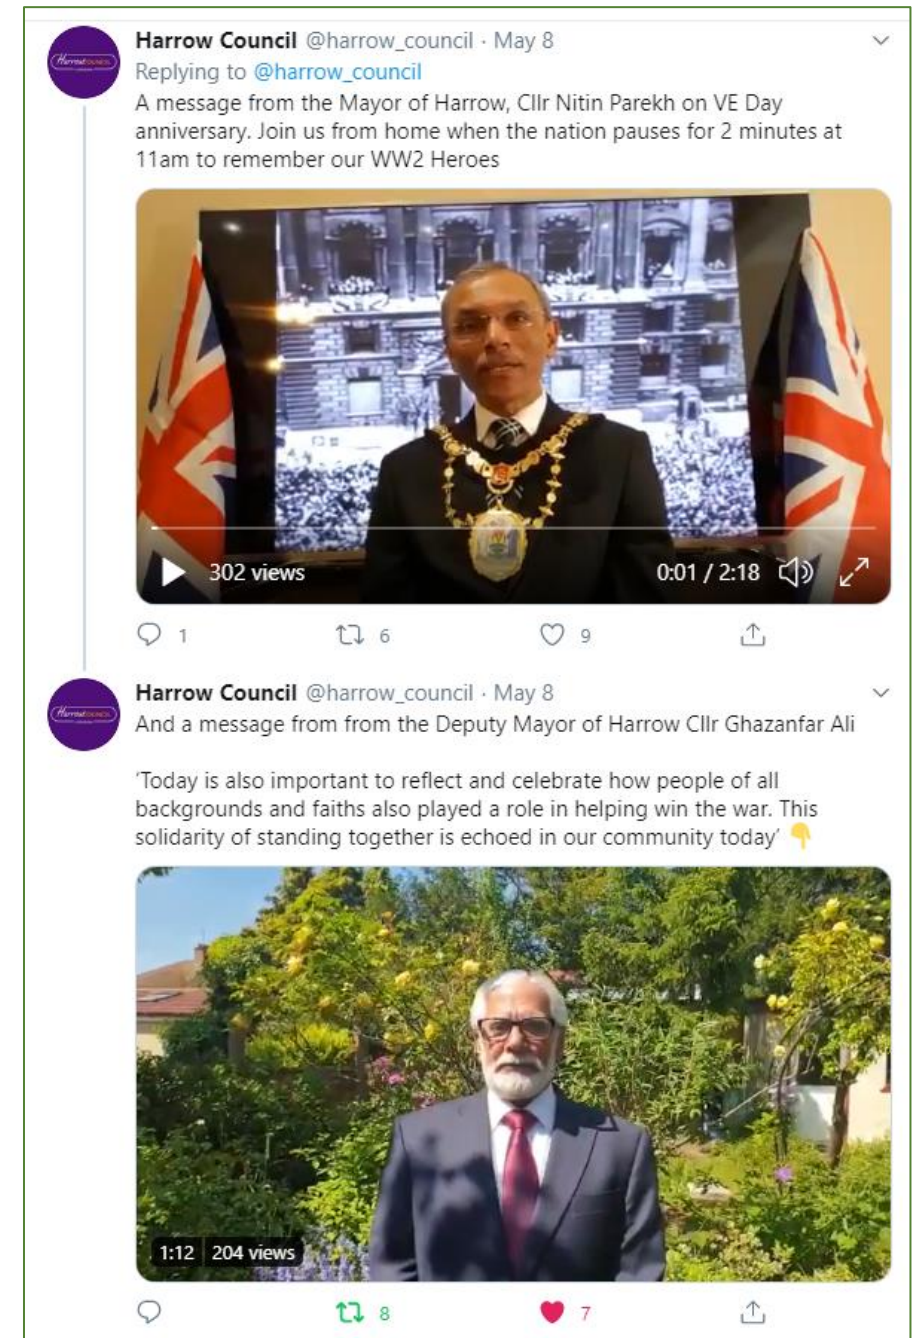 Harrow Council @harrow_council · May 8
Replying to @harrow_council
A message from the Mayor of Harrow, Cllr Nitin Parekh on VE Day
anniversary. Join us from home when the nation pauses for 2 minutes at
11am to remember our WW2 Heroes
302 views
0:01 / 2:18
1
6
9
HarrowCOUNCIL
Harrow Council @harrow_council · May 8
And a message from from the Deputy Mayor of Harrow Cllr Ghazanfar Ali
'Today is also important to reflect and celebrate how people of all
backgrounds and faiths also played a role in helping win the war. This
solidarity of standing together is echoed in our community today' 👇
1:12 204 views
8
7